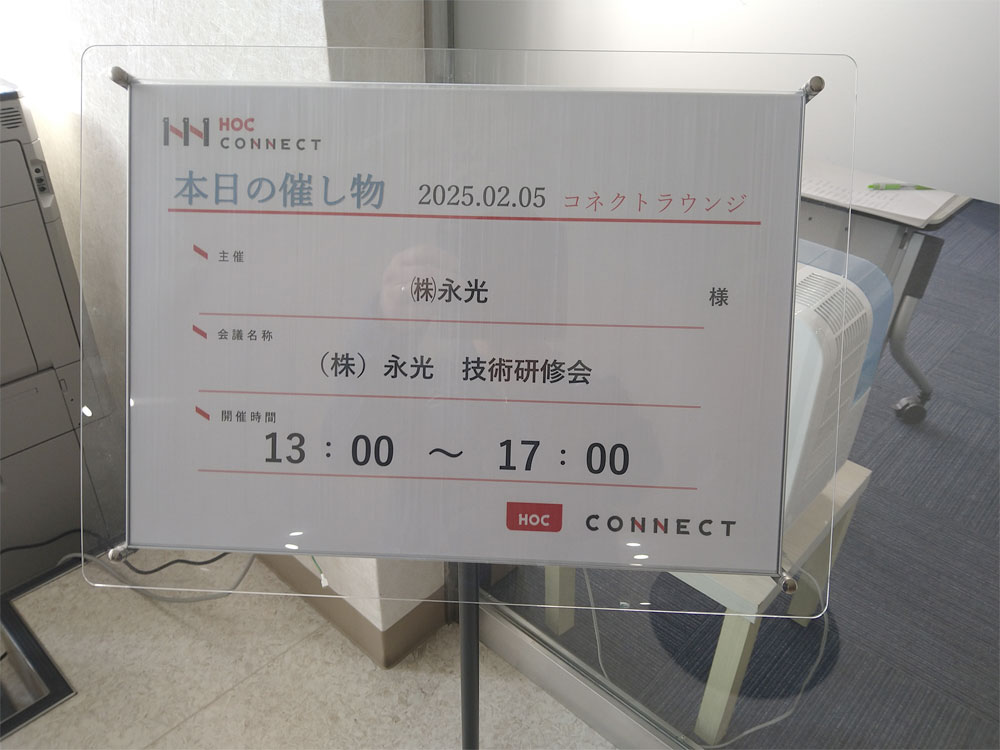 HOC
CONNECT
本日の催し物 2025.02.05 コネクトラウンジ
主催
㈱永光 様
会議名称
（株）永光 技術研修会
開催時間
13：00 ～ 17：00
HOC CONNECT